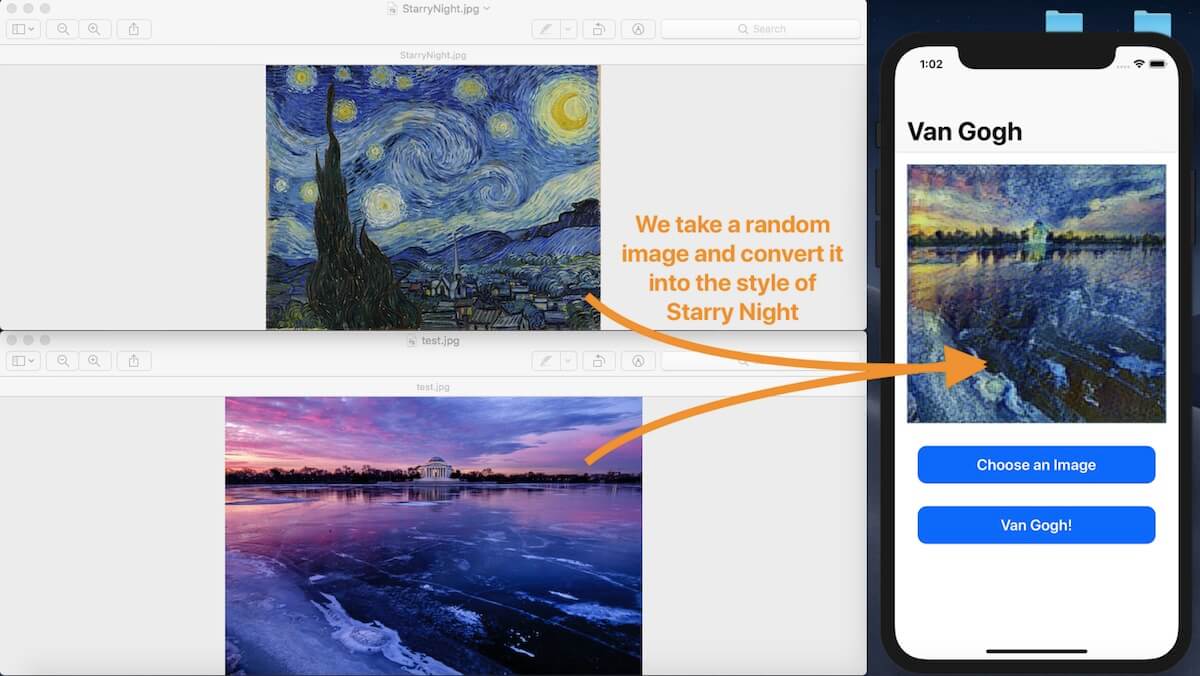 StarryNight.jpg
Search
StarryNight.jpg
We take a random
image and convert it
into the style of
Starry Night
test.jpg
test.jpg
1:02
Van Gogh
Choose an Image
Van Gogh!